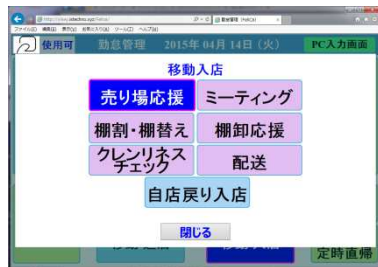 使用可 勤怠管理 2015年04月14日（火） PC入力画面
移動入店
売り場応援 ミーティング
棚割・棚替え 棚卸応援
クレンリネス
チェック 配送
自店戻り入店
閉じる
定時直帰